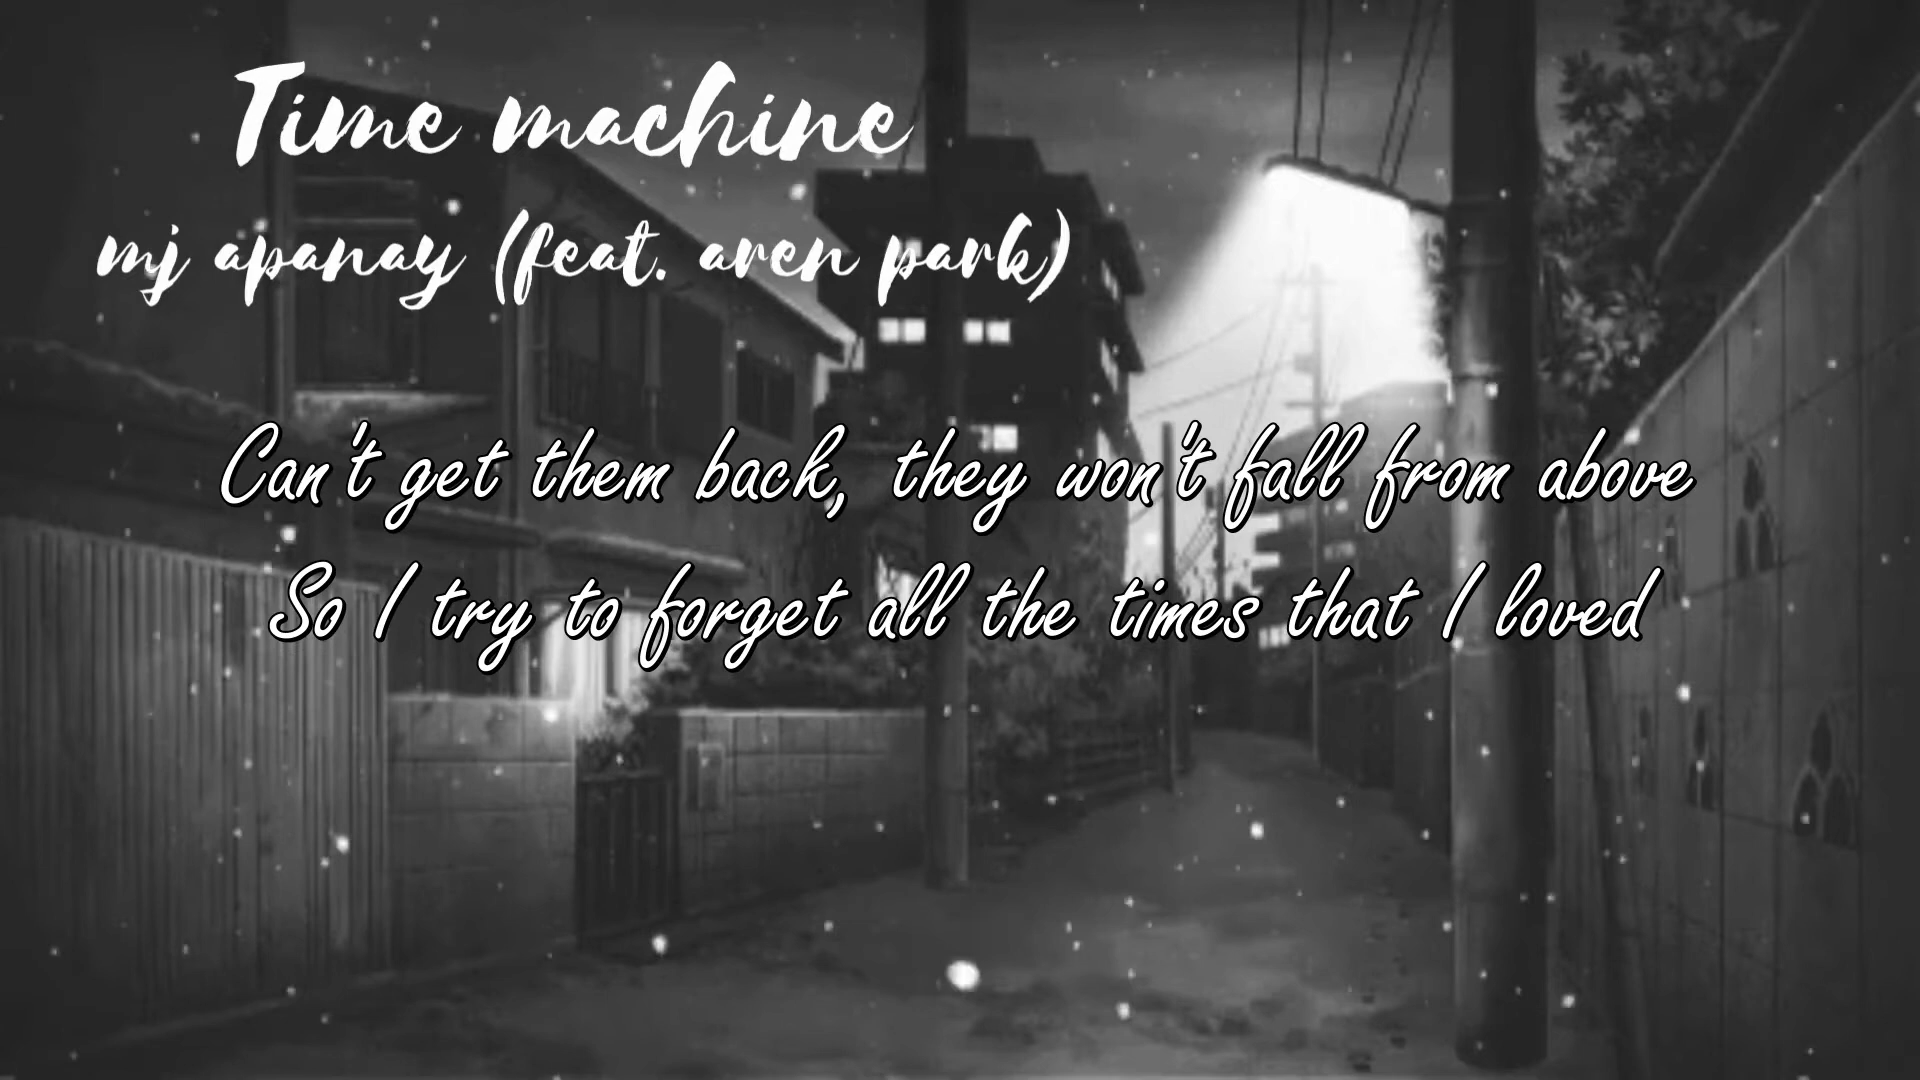 Time machine
mj apanay (feat. aren park)
Can't get them back, they won't fall from above
So I try to forget all the times that I loved